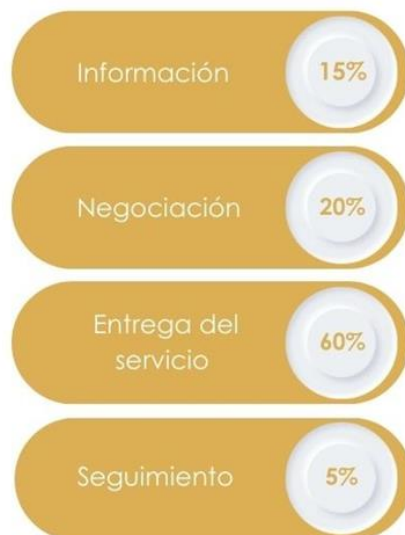 Información
15%
Negociación
20%
Entrega del
servicio
60%
Seguimiento
5%